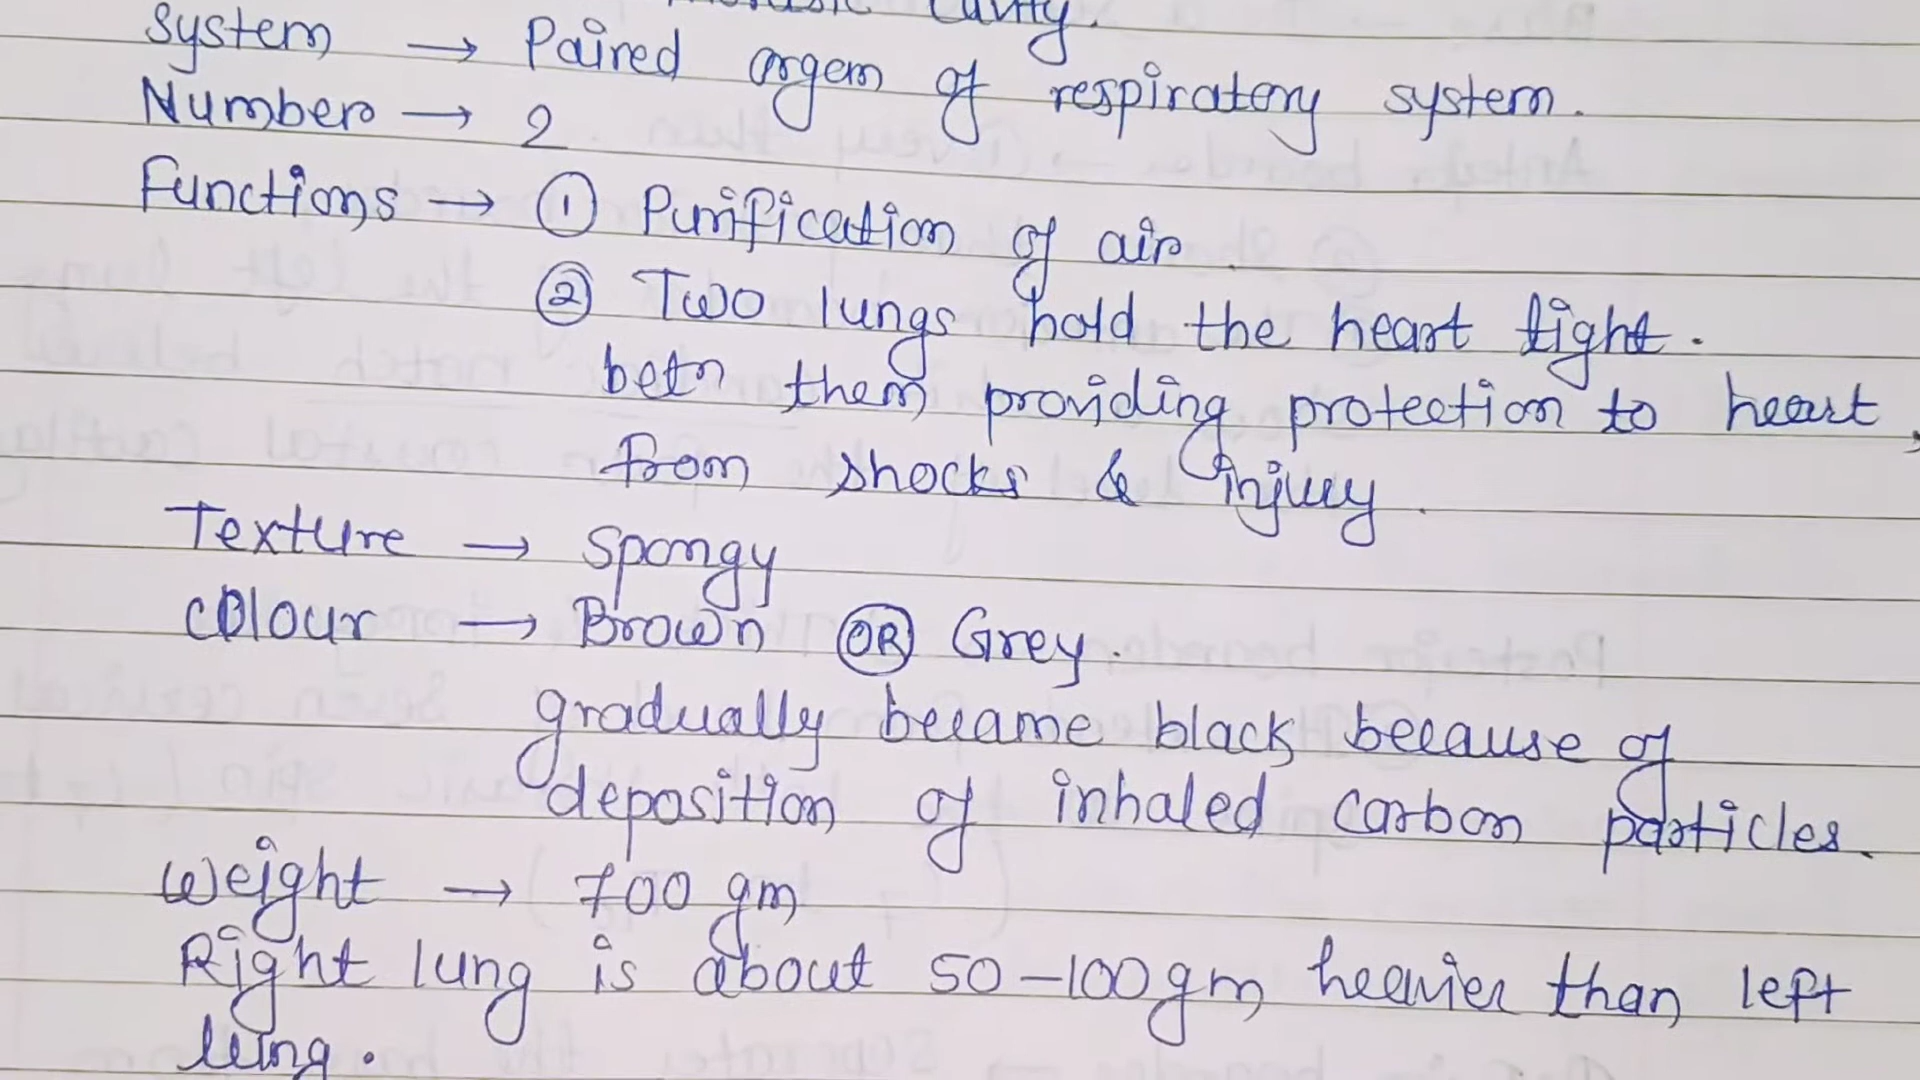 cavity.
System → Paired organ of respiratory system.
Number → 2
Functions → ① Purification of air.
② Two lungs hold the heart tight.
betn them providing protection to heart,
from shocks & injury.
Texture → Spongy
Colour → Brown OR Grey.
gradually became black because of
deposition of inhaled carbon particles.
Weight → 700 gm
Right lung is about 50-100gm heavier than left
lung.